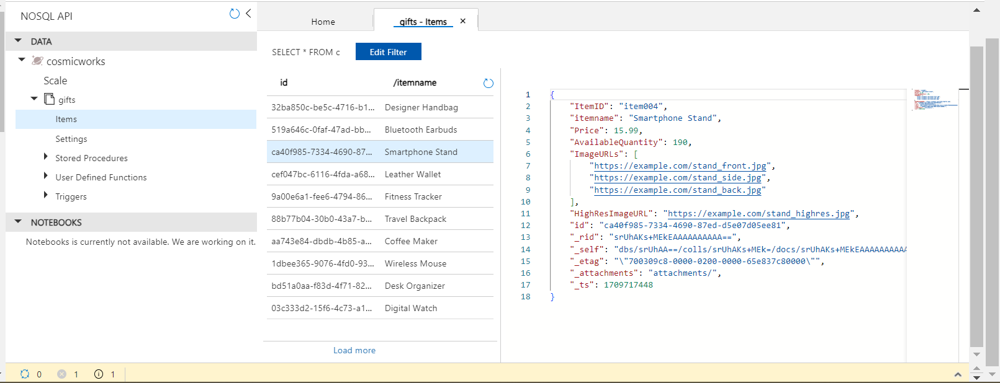 NOSQL API
DATA
cosmicworks
Scale
gifts
Items
Settings
Stored Procedures
User Defined Functions
Triggers
NOTEBOOKS
Notebooks is currently not available. We are working on it.
Home
gifts - Items
SELECT * FROM c
Edit Filter
id /itemname
32ba850c-be5c-4716-b1... Designer Handbag
519a646c-0faf-47ad-bb... Bluetooth Earbuds
ca40f985-7334-4690-87... Smartphone Stand
cef047bc-6116-4fda-a68... Leather Wallet
9a00e6a1-fee6-4794-86... Fitness Tracker
88b77b04-30b0-43a7-b... Travel Backpack
aa743e84-dbdb-4b85-a... Coffee Maker
1dbee365-9076-4fd0-93... Wireless Mouse
bd51a0aa-f83d-4f71-82... Desk Organizer
03c333d2-15f6-4c73-a1... Digital Watch
Load more
1 {
2 "ItemID": "item004",
3 "itemname": "Smartphone Stand",
4 "Price": 15.99,
5 "AvailableQuantity": 190,
6 "ImageURLs": [
7 "https://example.com/stand_front.jpg",
8 "https://example.com/stand_side.jpg",
9 "https://example.com/stand_back.jpg"
10 ],
11 "HighResImageURL": "https://example.com/stand_highres.jpg",
12 "id": "ca40f985-7334-4690-87ed-d5e07d05ee81",
13 "_rid": "srUhAKs+MEkEAAAAAAAAAA==",
14 "_self": "dbs/srUhAA==/colls/srUhAKs+MEk=/docs/srUhAKs+MEkEAAAAAAAAAA
15 "_etag": "\"700309c8-0000-0200-0000-65e837c80000\"",
16 "_attachments": "attachments/",
17 "_ts": 1709717448
18 }
0 1 1